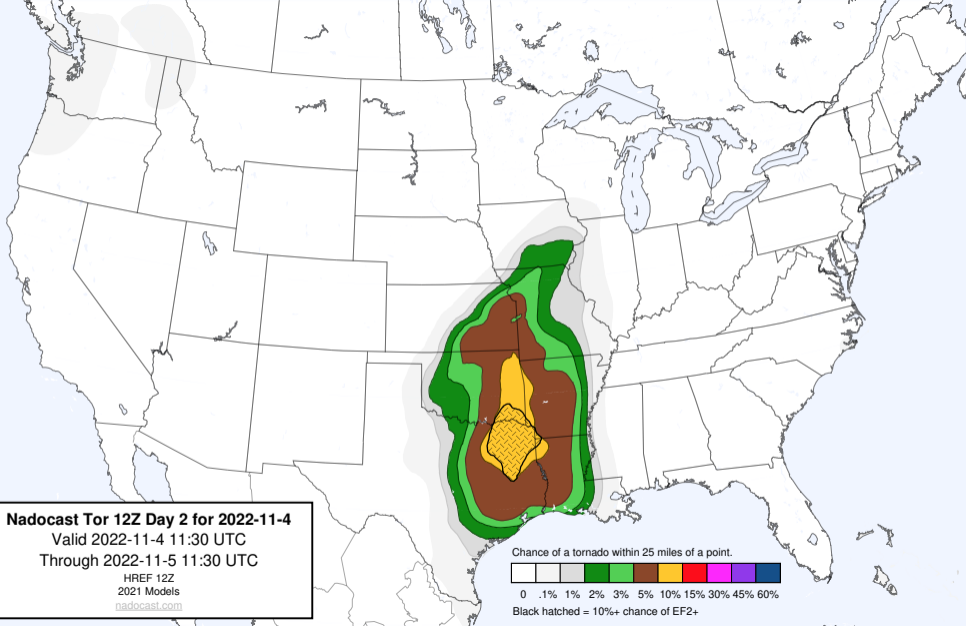 Nadocast Tor 12Z Day 2 for 2022-11-4
Valid 2022-11-4 11:30 UTC
Through 2022-11-5 11:30 UTC
HREF 12Z
2021 Models
nadocast.com
Chance of a tornado within 25 miles of a point.
0 .1% 1% 2% 3% 5% 10% 15% 30% 45% 60%
Black hatched = 10%+ chance of EF2+